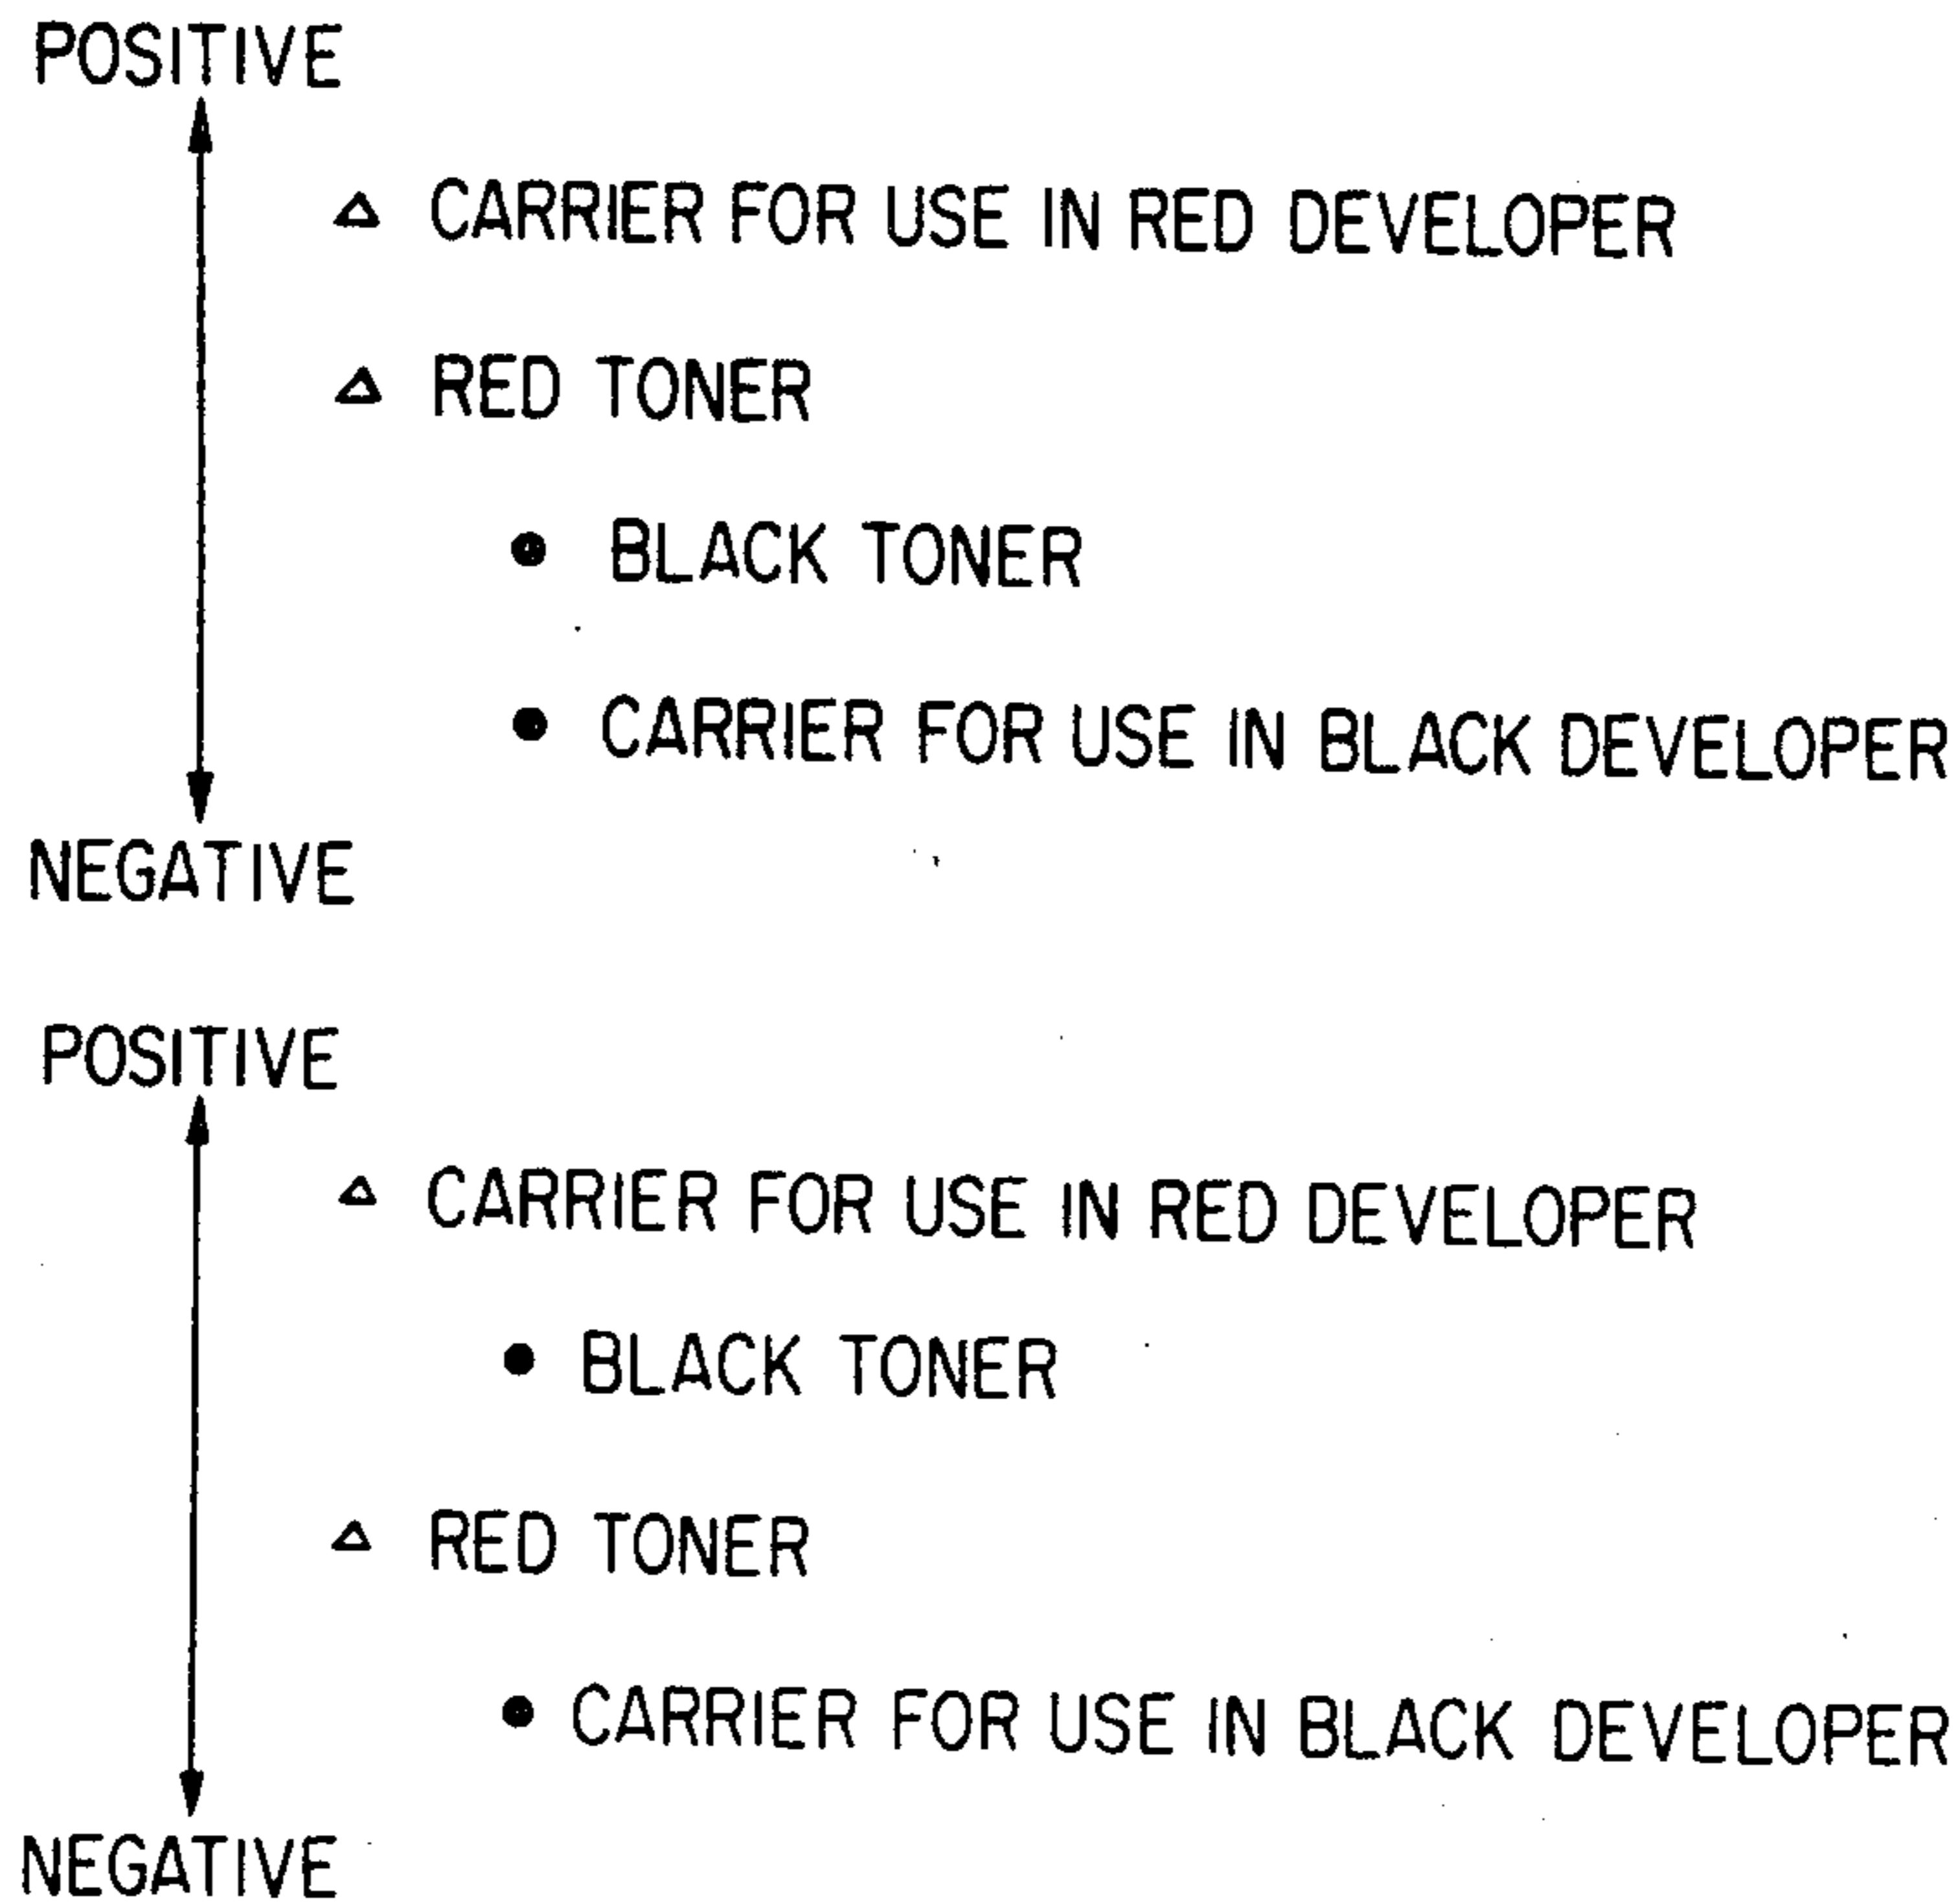 POSITIVE
CARRIER FOR USE IN RED DEVELOPER
RED TONER
BLACK TONER
CARRIER FOR USE IN BLACK DEVELOPER
NEGATIVE
POSITIVE
CARRIER FOR USE IN RED DEVELOPER
BLACK TONER
RED TONER
CARRIER FOR USE IN BLACK DEVELOPER
NEGATIVE